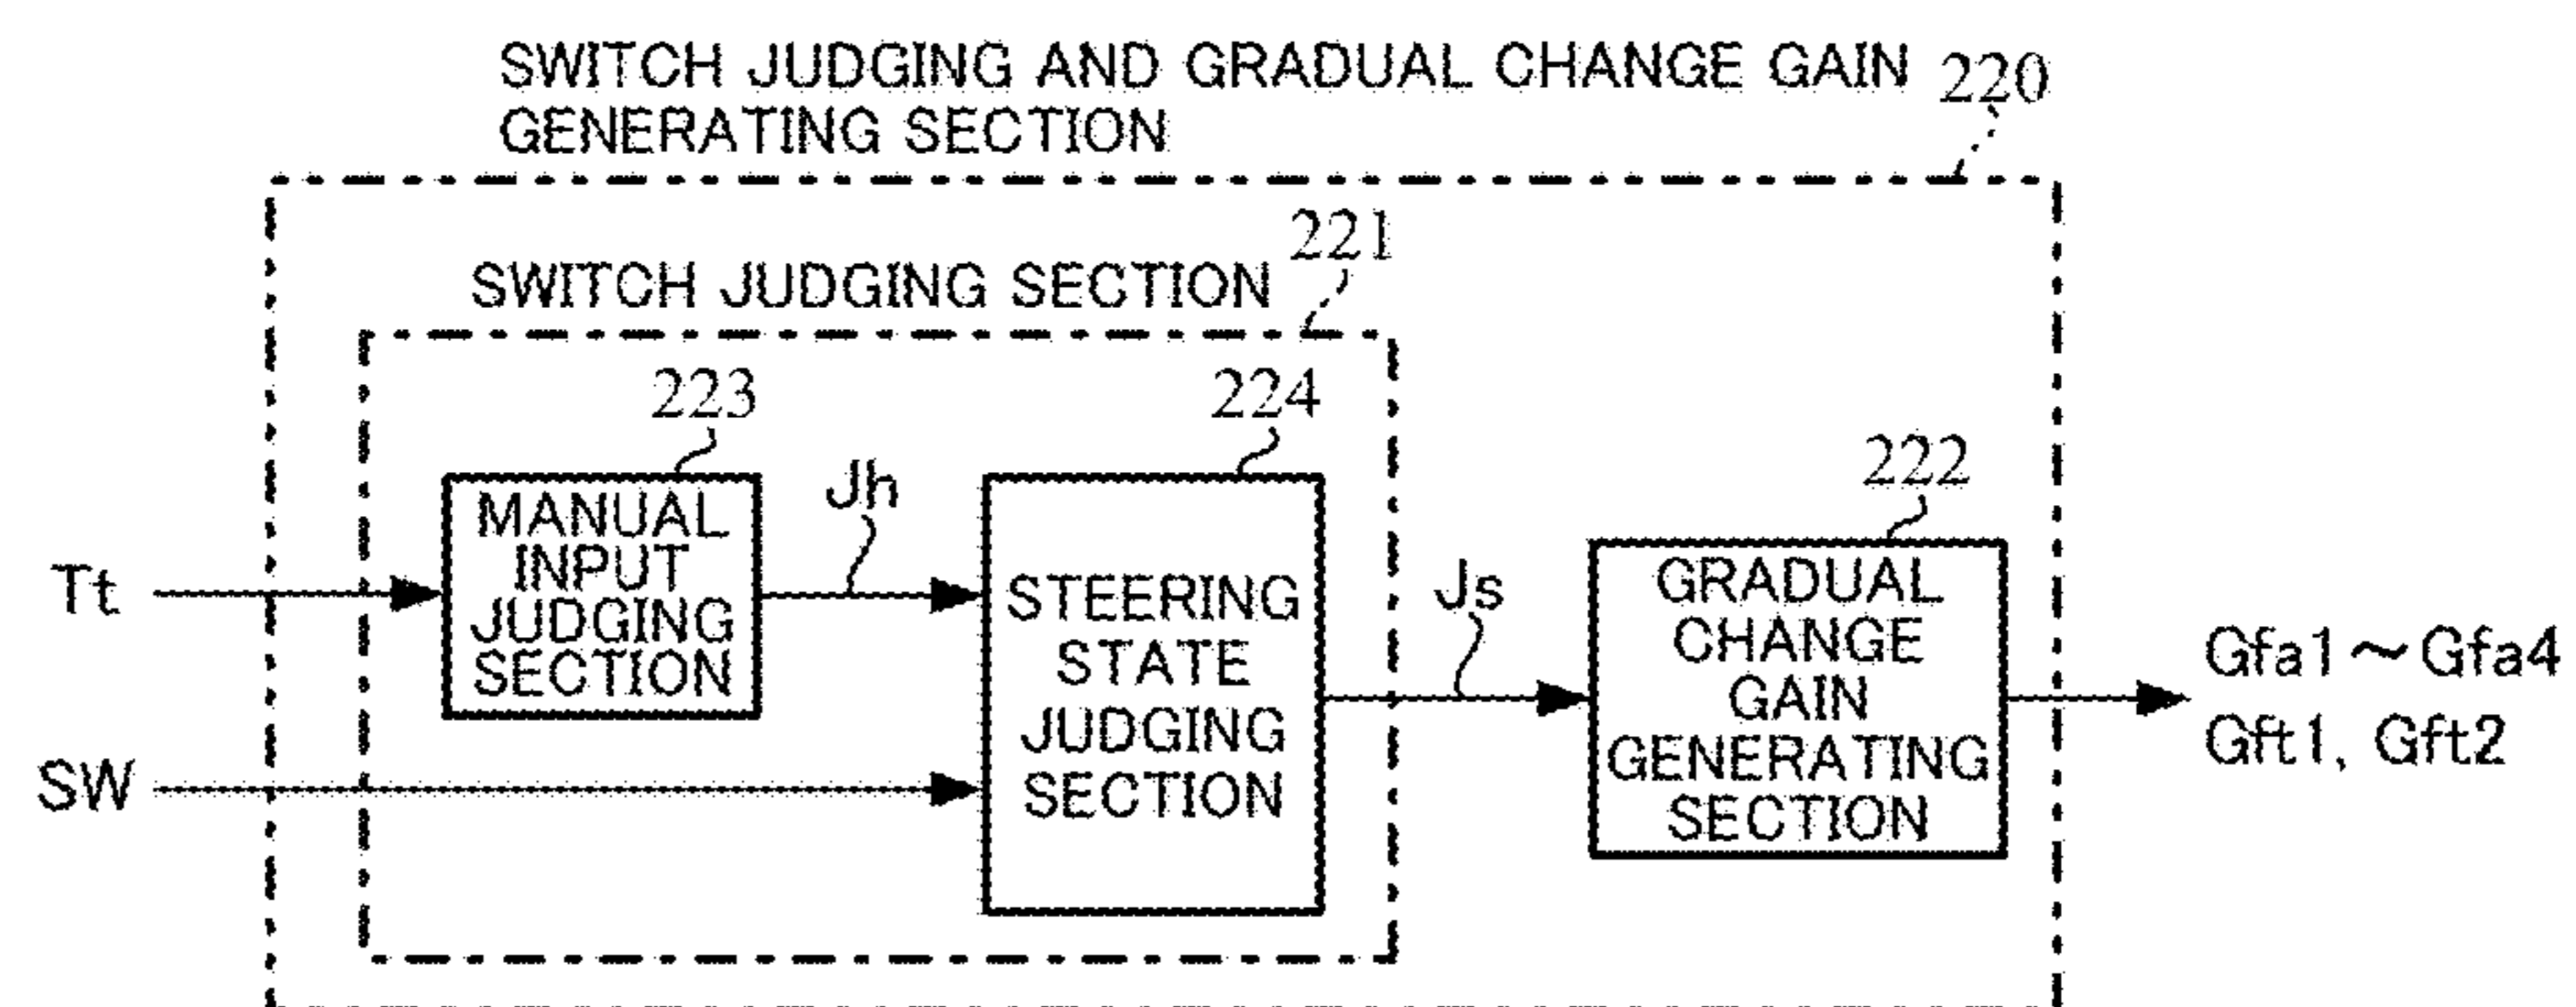 SWITCH JUDGING AND GRADUAL CHANGE GAIN
GENERATING SECTION
220
SWITCH JUDGING SECTION
221
223
224
222
MANUAL
INPUT
JUDGING
SECTION
Jh
STEERING
STATE
JUDGING
SECTION
Js
GRADUAL
CHANGE
GAIN
GENERATING
SECTION
Tt
SW
Gfa1~Gfa4
Gft1, Gft2